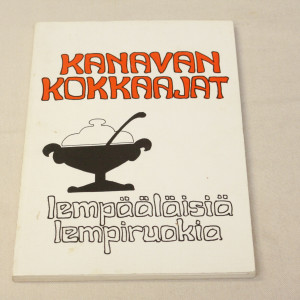 KANAVAN
KOKKAAJAT
lempääläisiä
lempiruokia